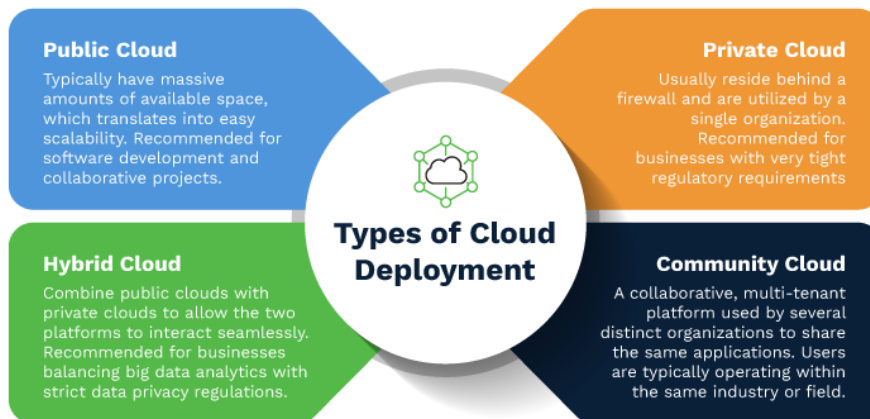 Public Cloud
Typically have massive
amounts of available space,
which translates into easy
scalability. Recommended for
software development and
collaborative projects.
Private Cloud
Usually reside behind a
firewall and are utilized by a
single organization.
Recommended for
businesses with very tight
regulatory requirements
Types of Cloud
Deployment
Hybrid Cloud
Combine public clouds with
private clouds to allow the two
platforms to interact seamlessly.
Recommended for businesses
balancing big data analytics with
strict data privacy regulations.
Community Cloud
A collaborative, multi-tenant
platform used by several
distinct organizations to share
the same applications. Users
are typically operating within
the same industry or field.